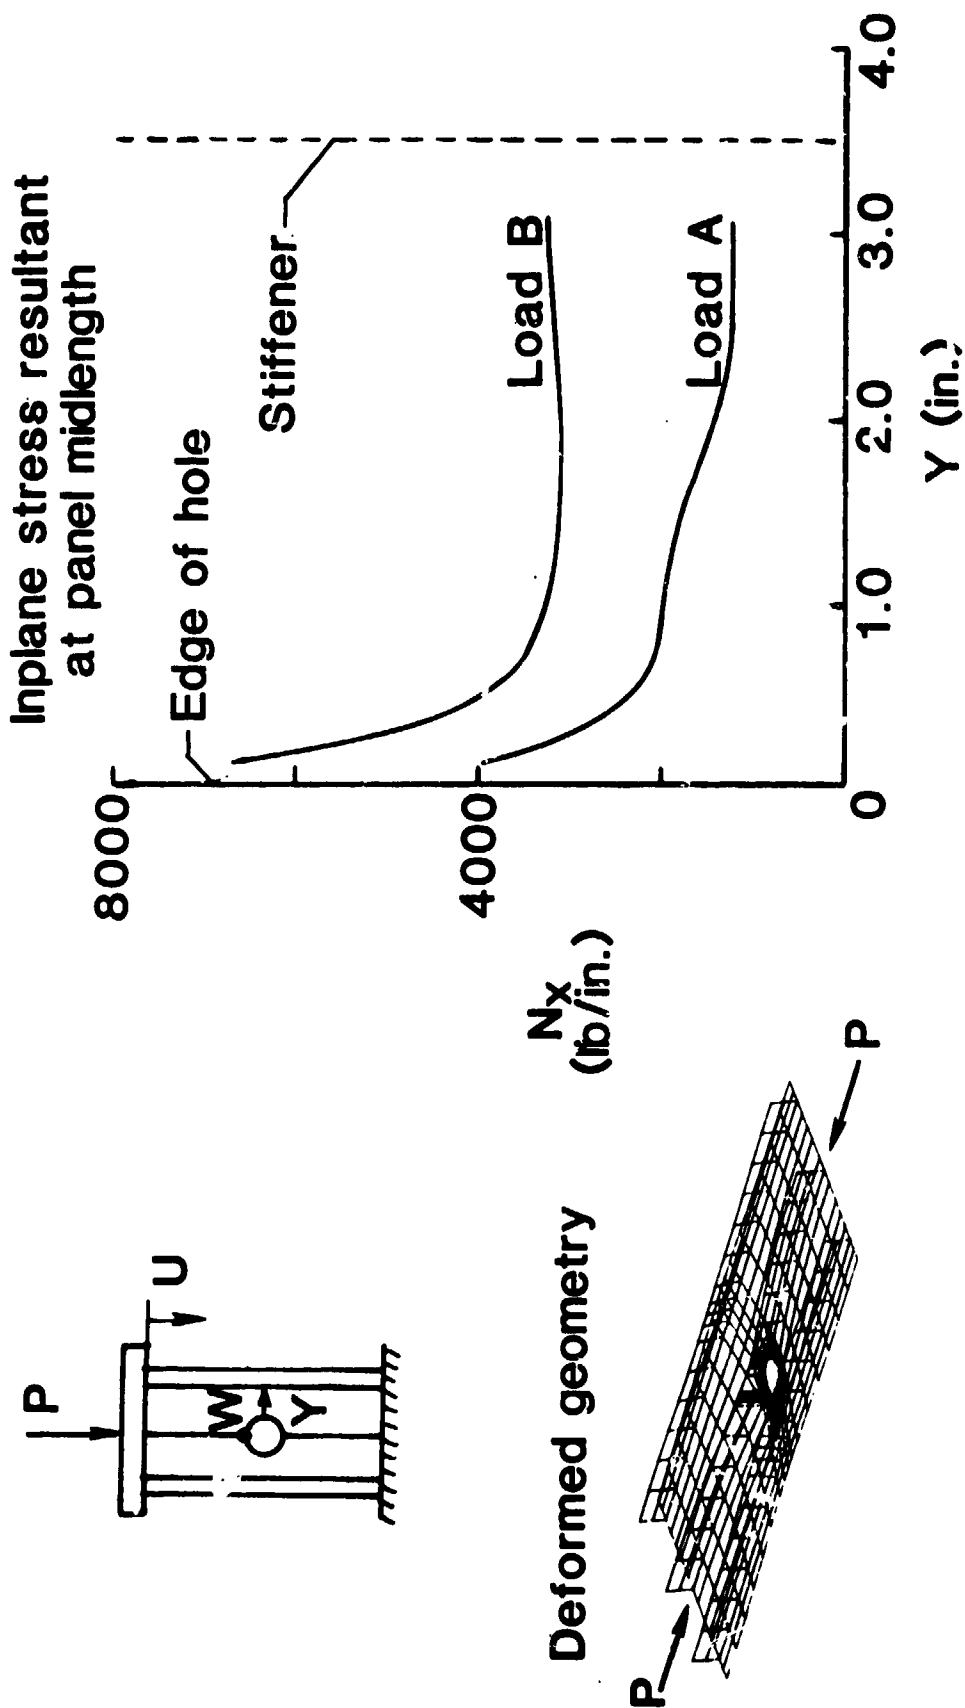 Inplane stress resultant
at panel midlength
P
U
W
Y
Deformed geometry
P
P
Edge of hole
Stiffener
8000
4000
0
Nx
(lb/in.)
Load B
Load A
1.0
2.0
3.0
4.0
Y (in.)